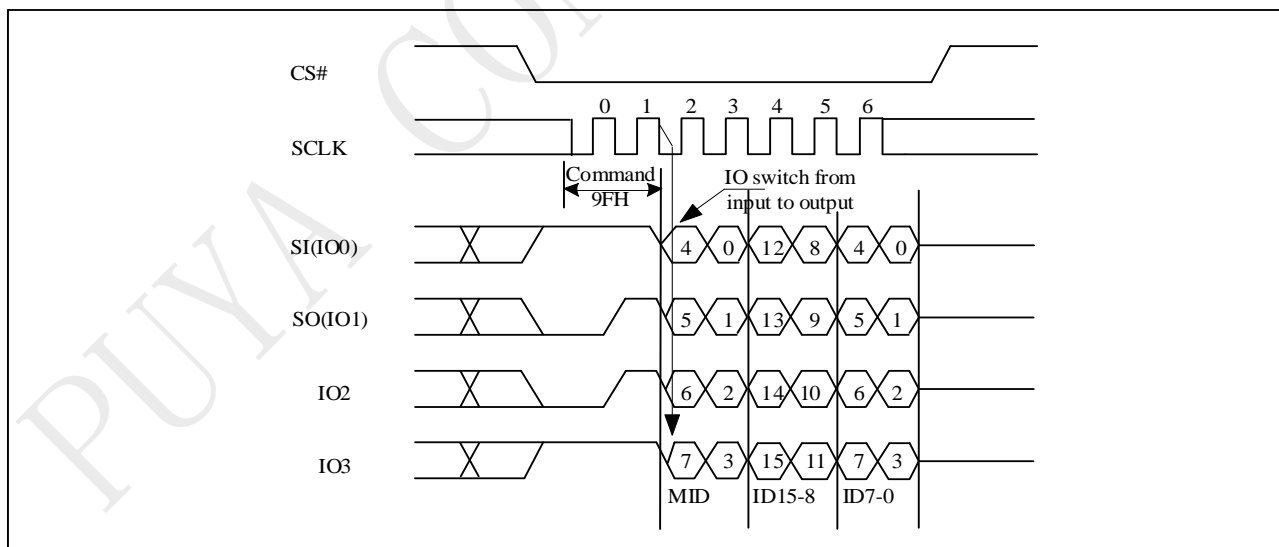 PUYA CON
CS#
0 1 2 3 4 5 6
SCLK
Command
9FH
IO switch from
input to output
SI(IO0) 4 0 12 8 4 0
SO(IO1) 5 1 13 9 5 1
IO2 6 2 14 10 6 2
IO3 7 3 15 11 7 3
MID ID15-8 ID7-0